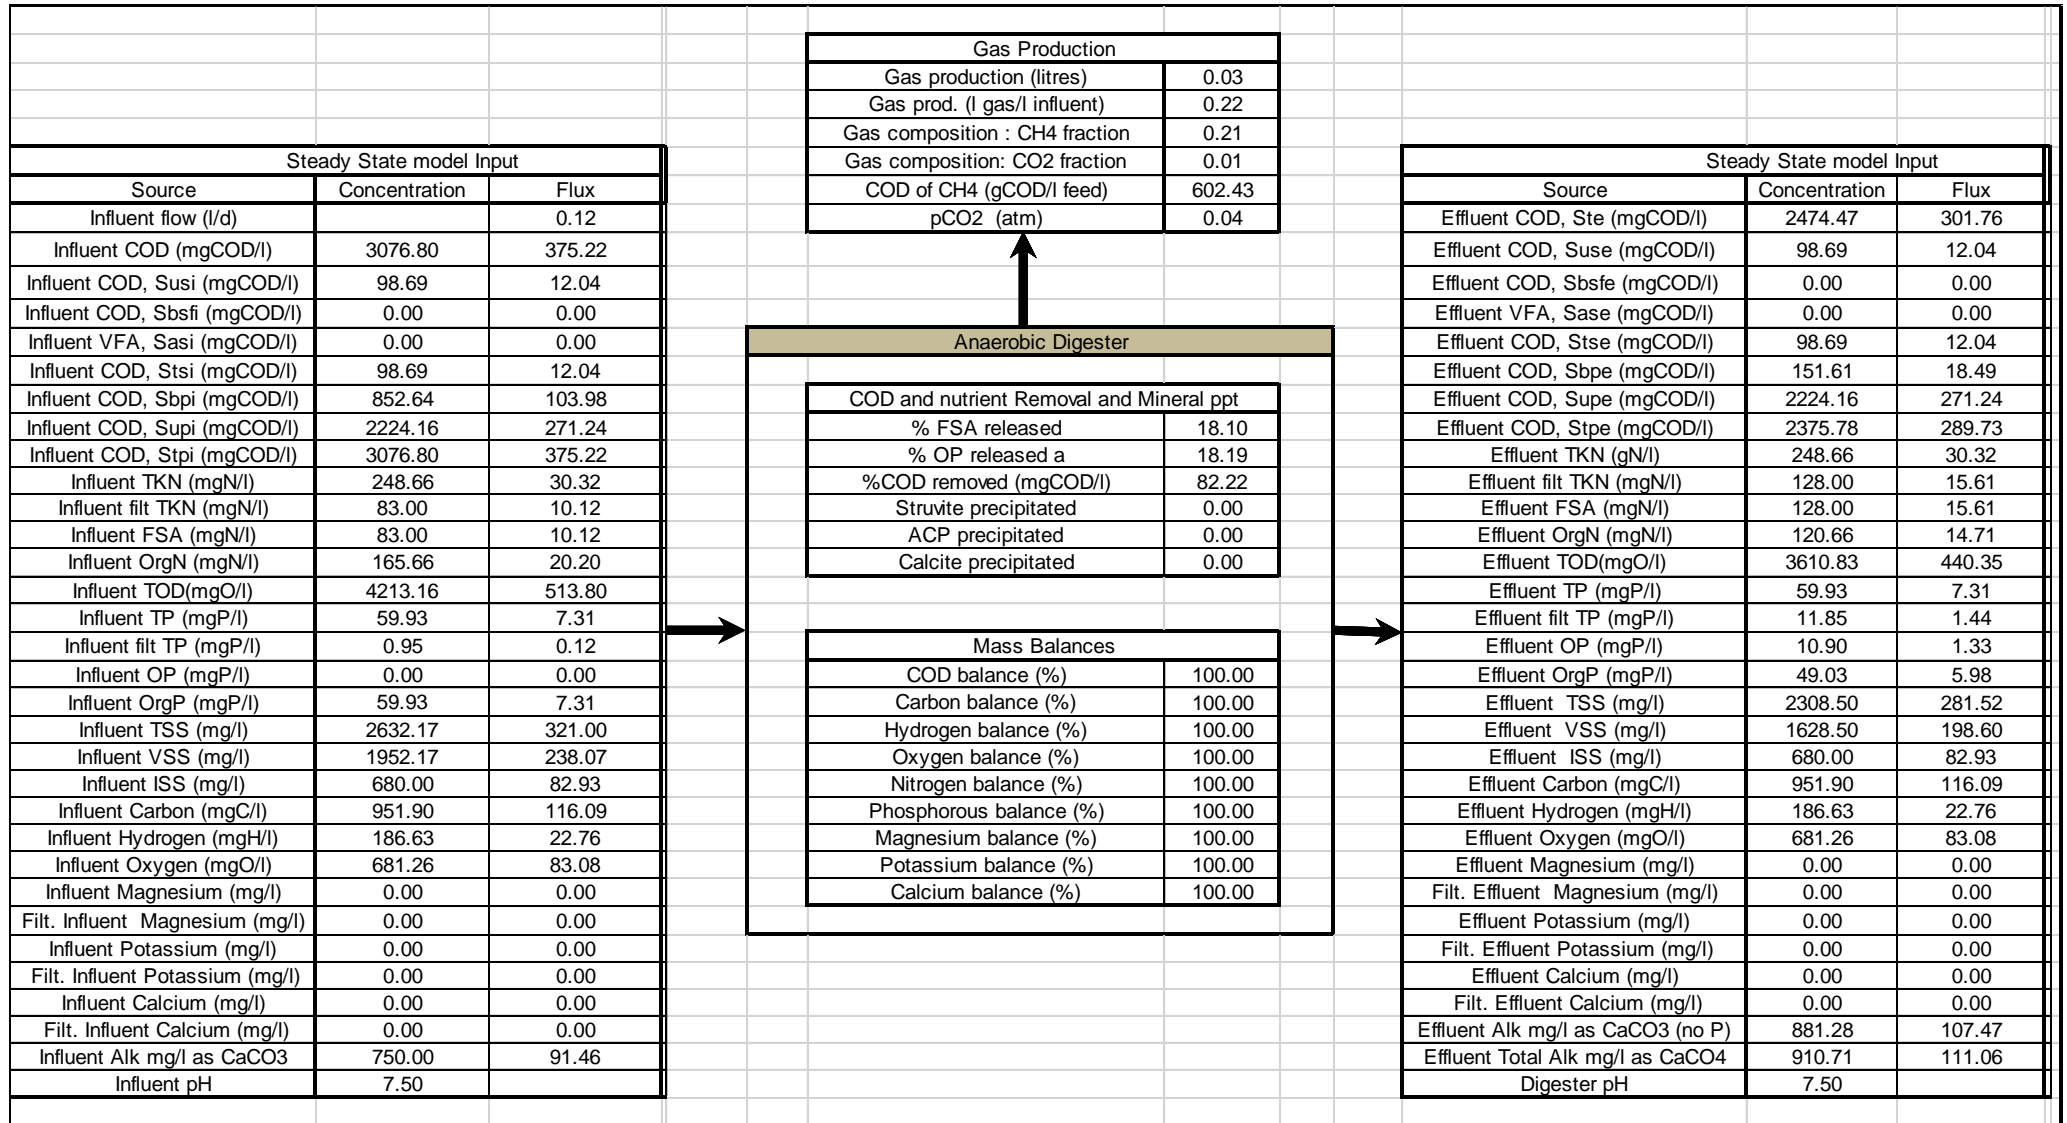 Gas Production
Gas production (litres) 0.03
Gas prod. (l gas/l influent) 0.22
Gas composition : CH4 fraction 0.21
Gas composition: CO2 fraction 0.01
COD of CH4 (gCOD/l feed) 602.43
pCO2 (atm) 0.04
Steady State model Input
Source Concentration Flux
Influent flow (l/d) 0.12
Influent COD (mgCOD/l) 3076.80 375.22
Influent COD, Susi (mgCOD/l) 98.69 12.04
Influent COD, Sbsfi (mgCOD/l) 0.00 0.00
Influent VFA, Sasi (mgCOD/l) 0.00 0.00
Influent COD, Stsi (mgCOD/l) 98.69 12.04
Influent COD, Sbpi (mgCOD/l) 852.64 103.98
Influent COD, Supi (mgCOD/l) 2224.16 271.24
Influent COD, Stpi (mgCOD/l) 3076.80 375.22
Influent TKN (mgN/l) 248.66 30.32
Influent filt TKN (mgN/l) 83.00 10.12
Influent FSA (mgN/l) 83.00 10.12
Influent OrgN (mgN/l) 165.66 20.20
Influent TOD(mgO/l) 4213.16 513.80
Influent TP (mgP/l) 59.93 7.31
Influent filt TP (mgP/l) 0.95 0.12
Influent OP (mgP/l) 0.00 0.00
Influent OrgP (mgP/l) 59.93 7.31
Influent TSS (mg/l) 2632.17 321.00
Influent VSS (mg/l) 1952.17 238.07
Influent ISS (mg/l) 680.00 82.93
Influent Carbon (mgC/l) 951.90 116.09
Influent Hydrogen (mgH/l) 186.63 22.76
Influent Oxygen (mgO/l) 681.26 83.08
Influent Magnesium (mg/l) 0.00 0.00
Filt. Influent Magnesium (mg/l) 0.00 0.00
Influent Potassium (mg/l) 0.00 0.00
Filt. Influent Potassium (mg/l) 0.00 0.00
Influent Calcium (mg/l) 0.00 0.00
Filt. Influent Calcium (mg/l) 0.00 0.00
Influent Alk mg/l as CaCO3 750.00 91.46
Influent pH 7.50
Anaerobic Digester
COD and nutrient Removal and Mineral ppt
% FSA released 18.10
% OP released a 18.19
%COD removed (mgCOD/l) 82.22
Struvite precipitated 0.00
ACP precipitated 0.00
Calcite precipitated 0.00
Mass Balances
COD balance (%) 100.00
Carbon balance (%) 100.00
Hydrogen balance (%) 100.00
Oxygen balance (%) 100.00
Nitrogen balance (%) 100.00
Phosphorous balance (%) 100.00
Magnesium balance (%) 100.00
Potassium balance (%) 100.00
Calcium balance (%) 100.00
Steady State model Input
Source Concentration Flux
Effluent COD, Ste (mgCOD/l) 2474.47 301.76
Effluent COD, Suse (mgCOD/l) 98.69 12.04
Effluent COD, Sbsfe (mgCOD/l) 0.00 0.00
Effluent VFA, Sase (mgCOD/l) 0.00 0.00
Effluent COD, Stse (mgCOD/l) 98.69 12.04
Effluent COD, Sbpe (mgCOD/l) 151.61 18.49
Effluent COD, Supe (mgCOD/l) 2224.16 271.24
Effluent COD, Stpe (mgCOD/l) 2375.78 289.73
Effluent TKN (gN/l) 248.66 30.32
Effluent filt TKN (mgN/l) 128.00 15.61
Effluent FSA (mgN/l) 128.00 15.61
Effluent OrgN (mgN/l) 120.66 14.71
Effluent TOD(mgO/l) 3610.83 440.35
Effluent TP (mgP/l) 59.93 7.31
Effluent filt TP (mgP/l) 11.85 1.44
Effluent OP (mgP/l) 10.90 1.33
Effluent OrgP (mgP/l) 49.03 5.98
Effluent TSS (mg/l) 2308.50 281.52
Effluent VSS (mg/l) 1628.50 198.60
Effluent ISS (mg/l) 680.00 82.93
Effluent Carbon (mgC/l) 951.90 116.09
Effluent Hydrogen (mgH/l) 186.63 22.76
Effluent Oxygen (mgO/l) 681.26 83.08
Effluent Magnesium (mg/l) 0.00 0.00
Filt. Effluent Magnesium (mg/l) 0.00 0.00
Effluent Potassium (mg/l) 0.00 0.00
Filt. Effluent Potassium (mg/l) 0.00 0.00
Effluent Calcium (mg/l) 0.00 0.00
Filt. Effluent Calcium (mg/l) 0.00 0.00
Effluent Alk mg/l as CaCO3 (no P) 881.28 107.47
Effluent Total Alk mg/l as CaCO4 910.71 111.06
Digester pH 7.50